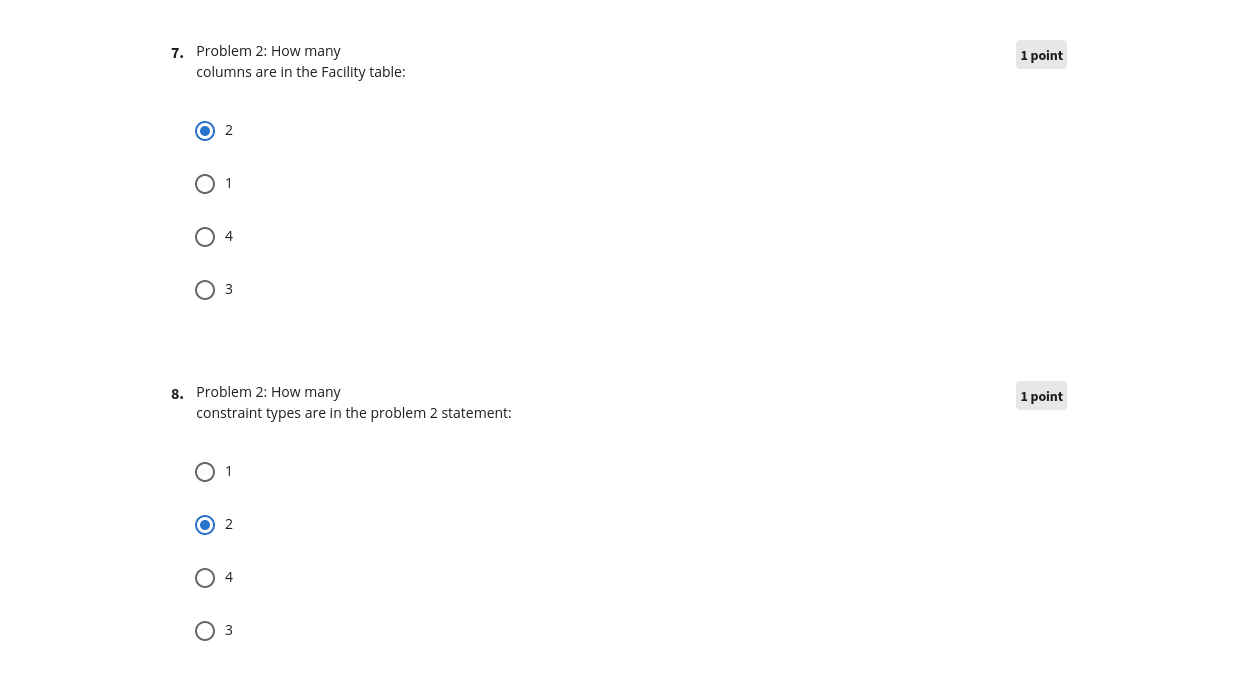 7. Problem 2: How many
columns are in the Facility table:
1 point
2
1
4
3
8. Problem 2: How many
constraint types are in the problem 2 statement:
1 point
1
2
4
3